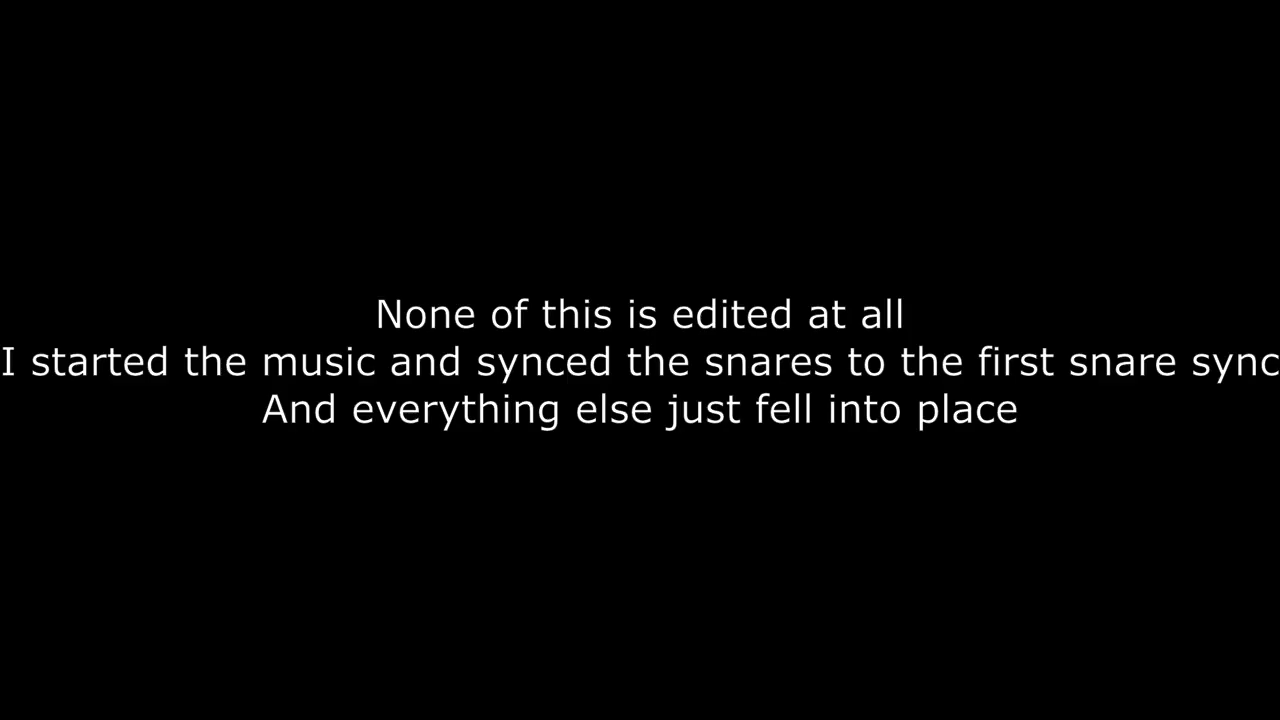 None of this is edited at all
I started the music and synced the snares to the first snare sync
And everything else just fell into place